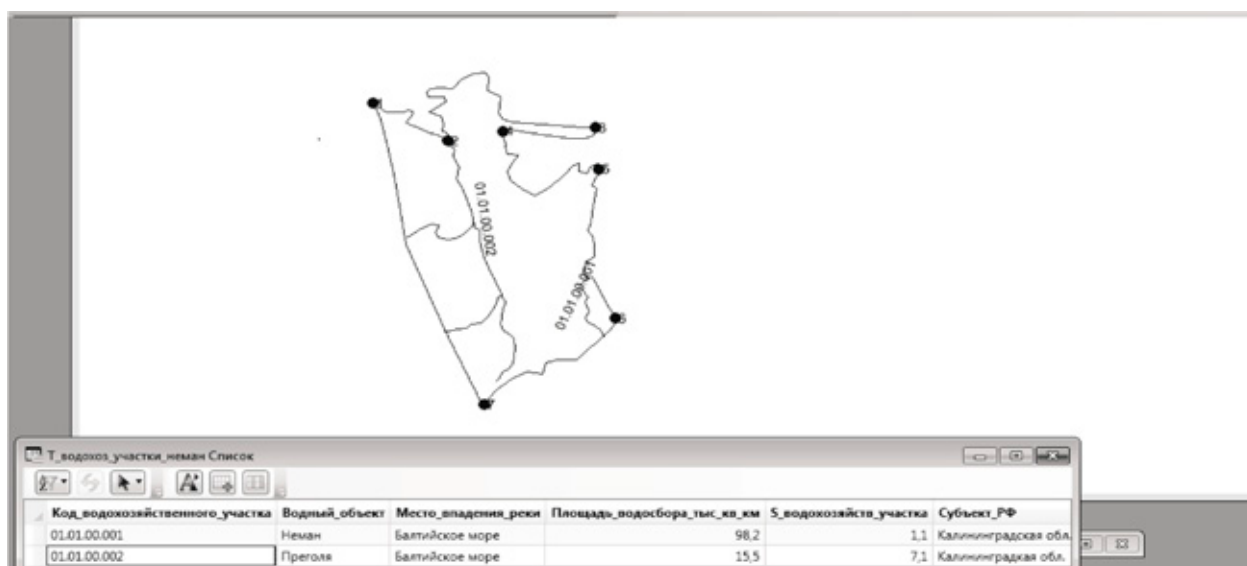 01.01.00.002
01.01.00.001
Т_водохоз_участки_неман Список
Код_водохозяйственного_участка Водный_объект Место_впадения_реки Площадь_водосбора_тыс_кв_км S_водохозяйств_участка Субъект_РФ
01.01.00.001 Неман Балтийское море 98,2 1,1 Калининградская обл.
01.01.00.002 Преголя Балтийское море 15,5 7,1 Калининградкая обл.